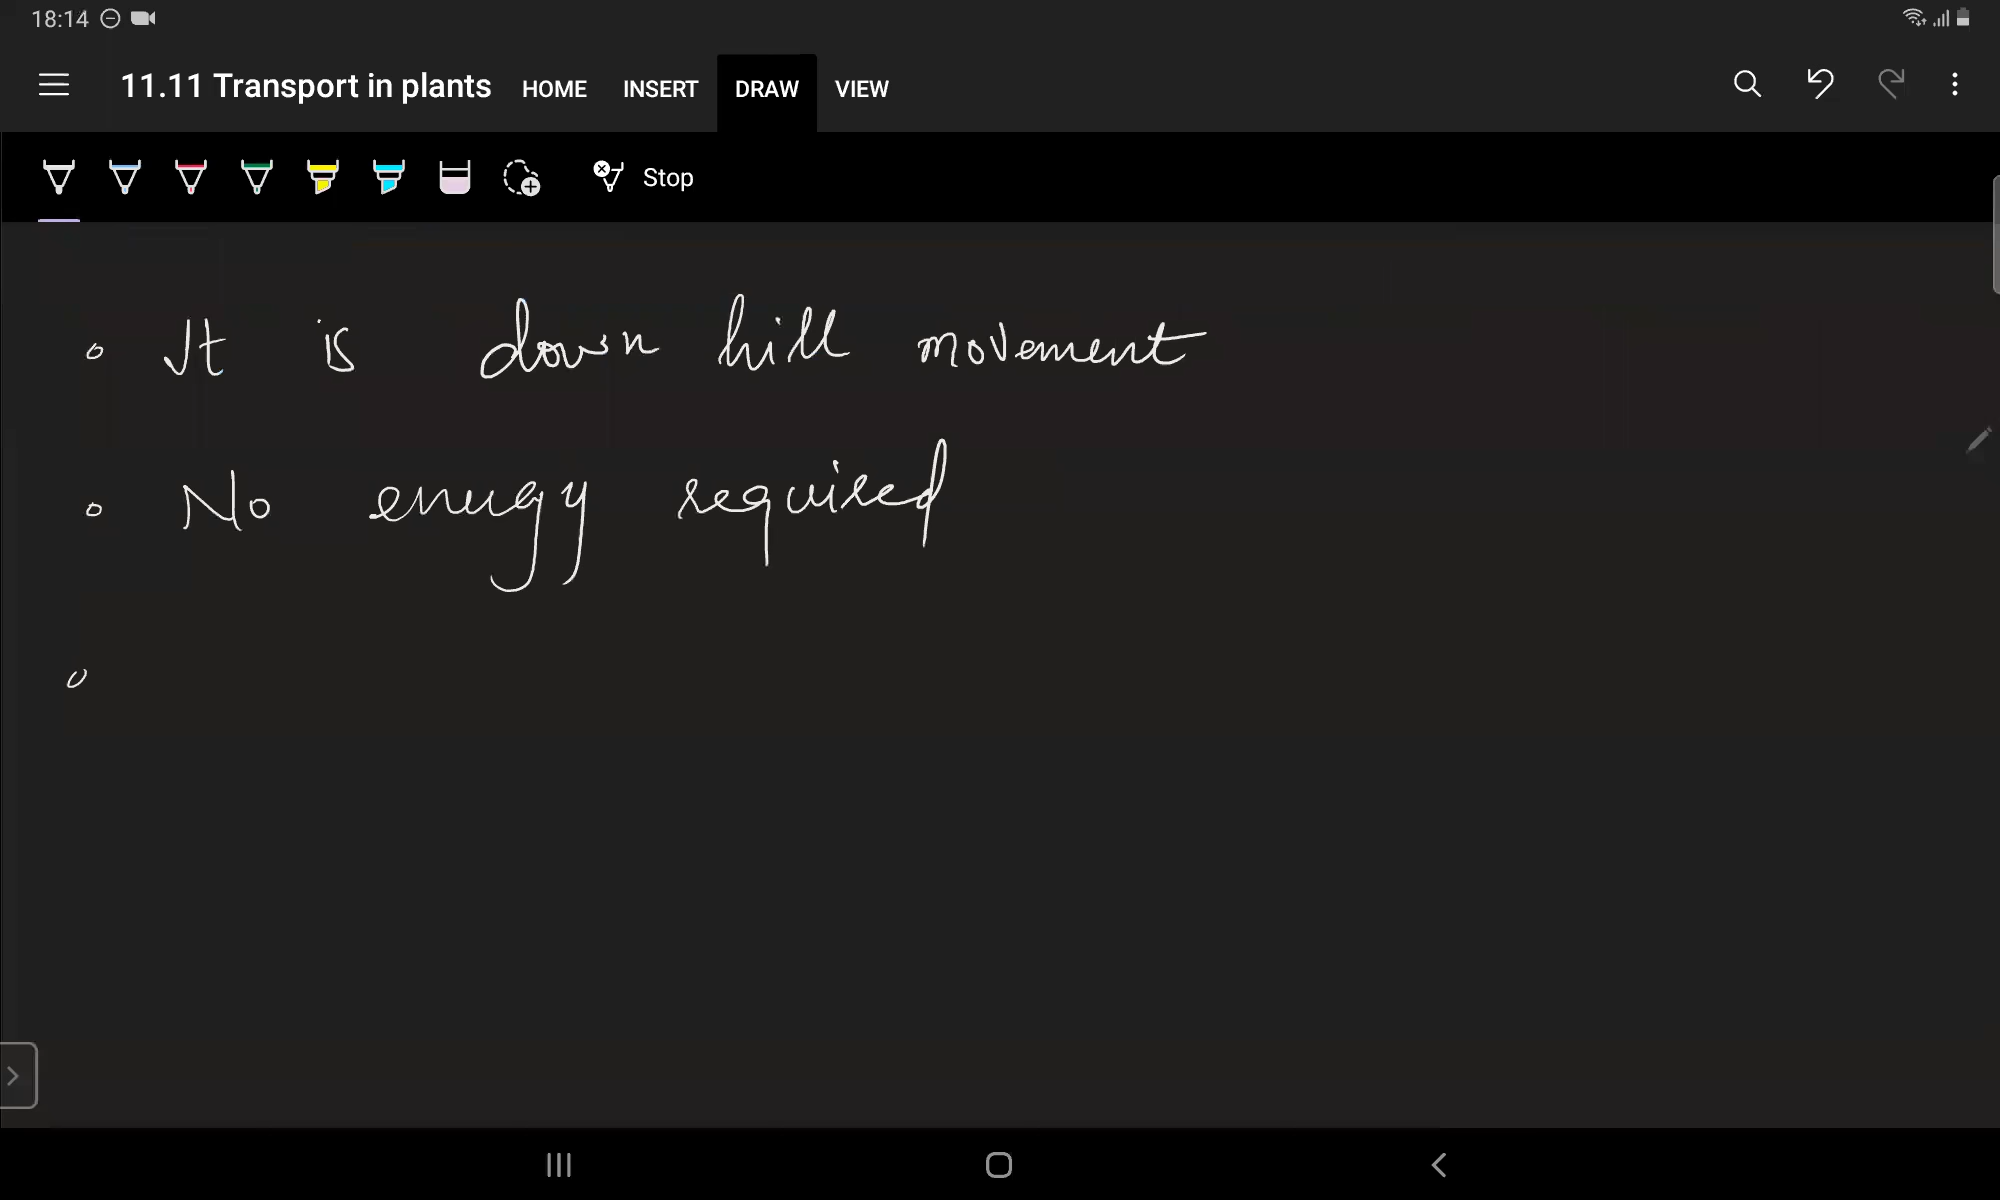 18:14
11.11 Transport in plants HOME INSERT DRAW VIEW
Stop
o It is down hill movement
o No energy required
o